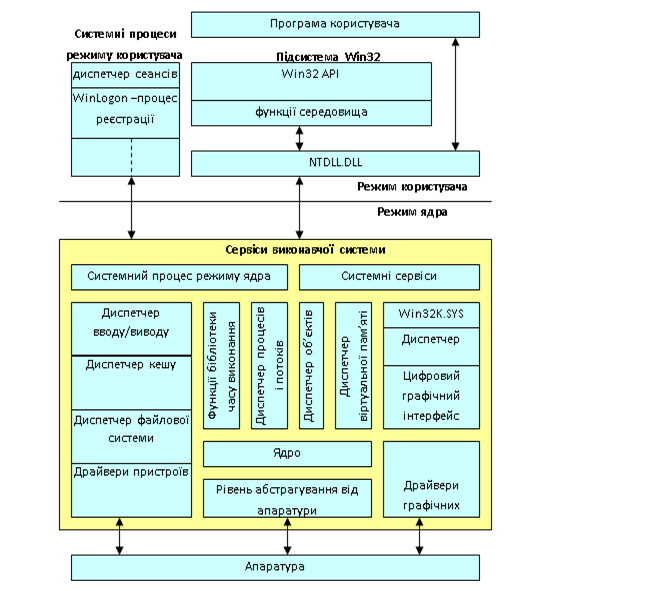 Програма користувача
Системні процеси
режиму користувача
Підсистема Win32
диспетчер сеансів
WinLogon –процес
реєстрації
Win32 API
функції середовища
NTDLL.DLL
Режим користувача
Режим ядра
Сервіси виконавчої системи
Системний процес режиму ядра
Системні сервіси
Диспетчер
вводу/виводу
Диспетчер кешу
Диспетчер файлової
системи
Драйвери пристроїв
Функції бібліотеки
часу виконання
Диспетчер процесів
і потоків
Диспетчер об’єктів
Диспетчер
віртуальної пам’яті
Win32K.SYS
Диспетчер
Цифровий
графічний
інтерфейс
Ядро
Рівень абстрагування від
апаратури
Драйвери
графічних
Апаратура